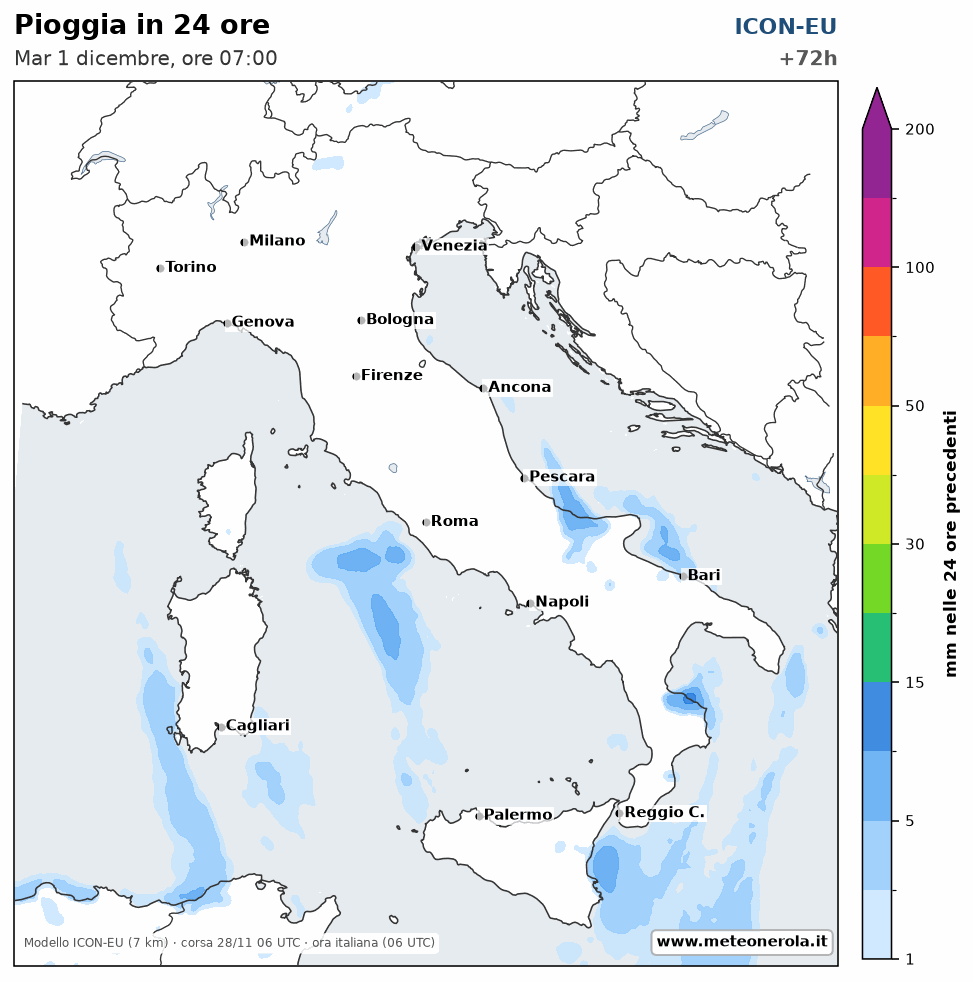 Pioggia in 24 ore
ICON-EU
Mar 1 dicembre, ore 07:00
+72h
200
100
50
30
15
5
1
mm nelle 24 ore precedenti
Milano
Venezia
Torino
Genova
Bologna
Firenze
Ancona
Pescara
Roma
Bari
Napoli
Cagliari
Palermo
Reggio C.
Modello ICON-EU (7 km) · corsa 28/11 06 UTC · ora italiana (06 UTC)
www.meteonerola.it